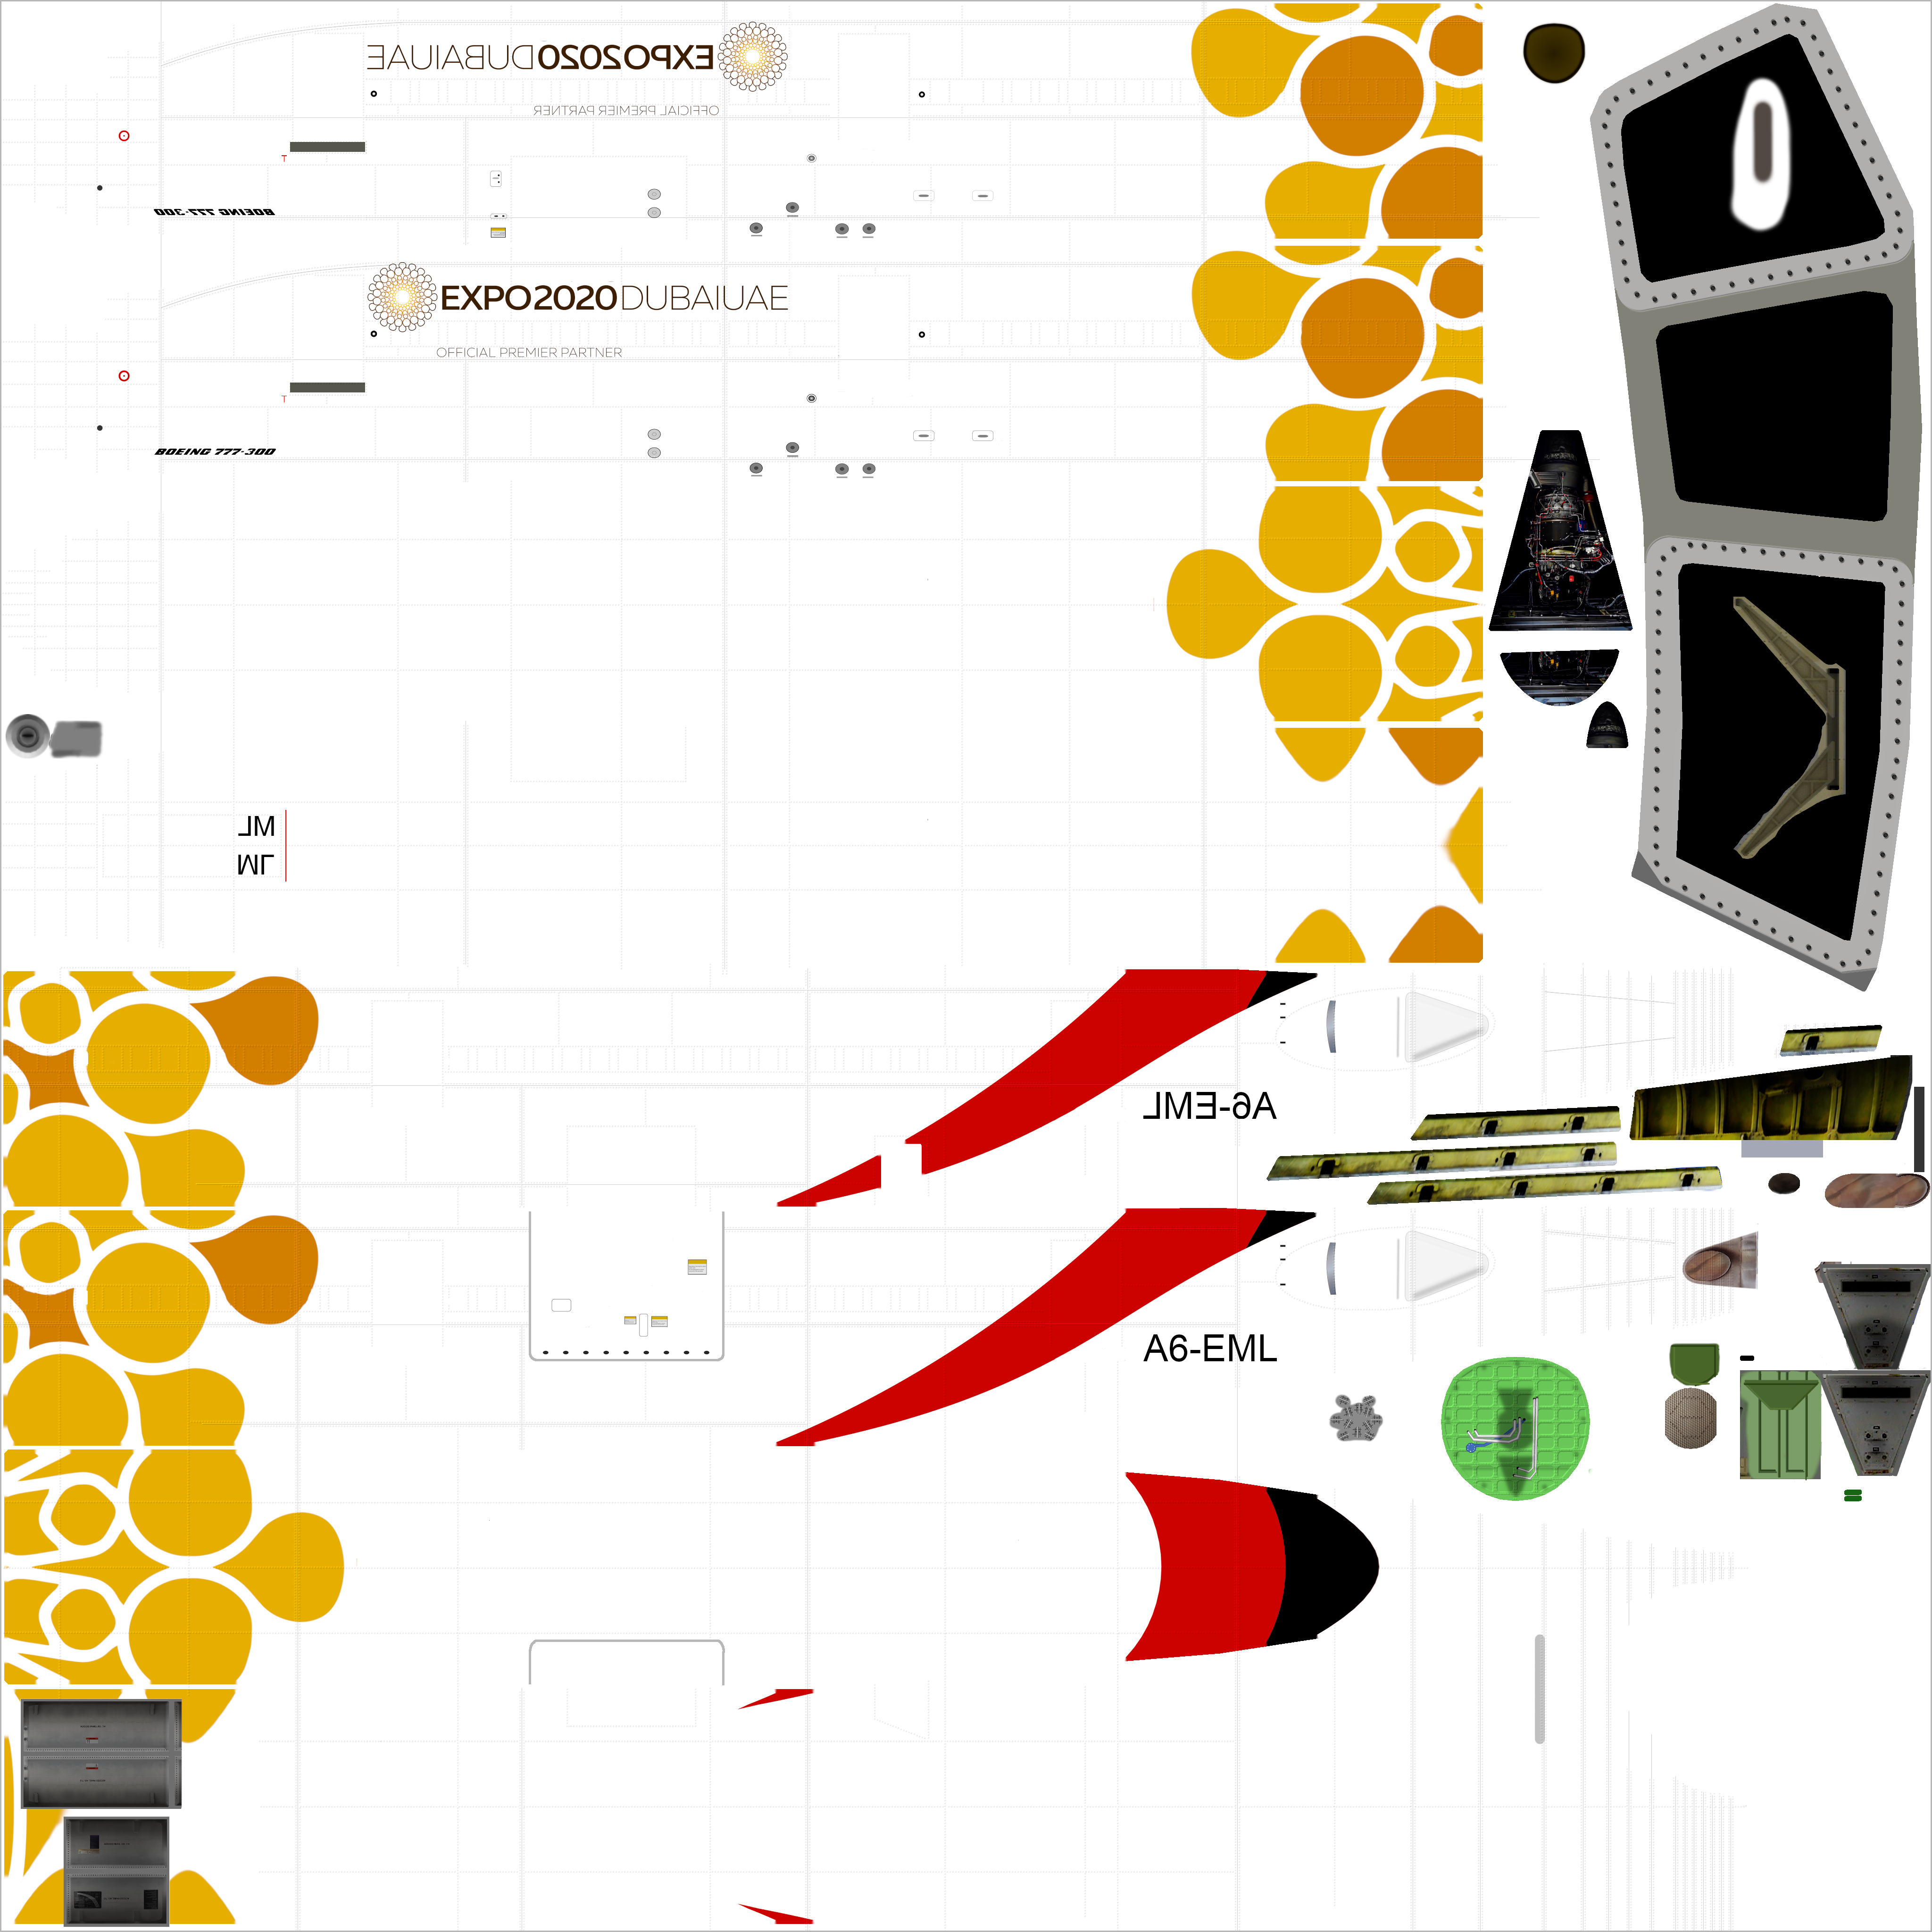 EXPO2020DUBAIUAE
OFFICIAL PREMIER PARTNER
T
BOEING 777-300
EXPO2020DUBAIUAE
OFFICIAL PREMIER PARTNER
T
BOEING 777-300
ML
ML
A6-EML
A6-EML